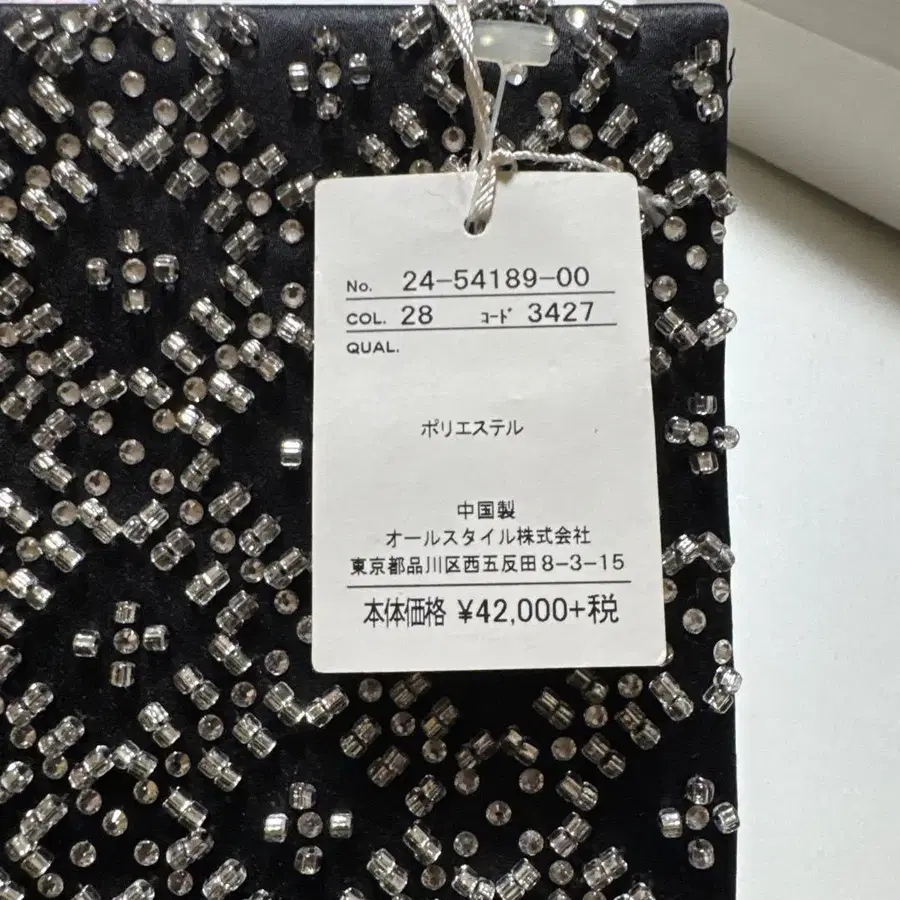 No. 24-54189-00
COL. 28 ｺｰﾄﾞ 3427
QUAL.
ポリエステル
中国製
オールスタイル株式会社
東京都品川区西五反田8-3-15
本体価格 ¥42,000+税